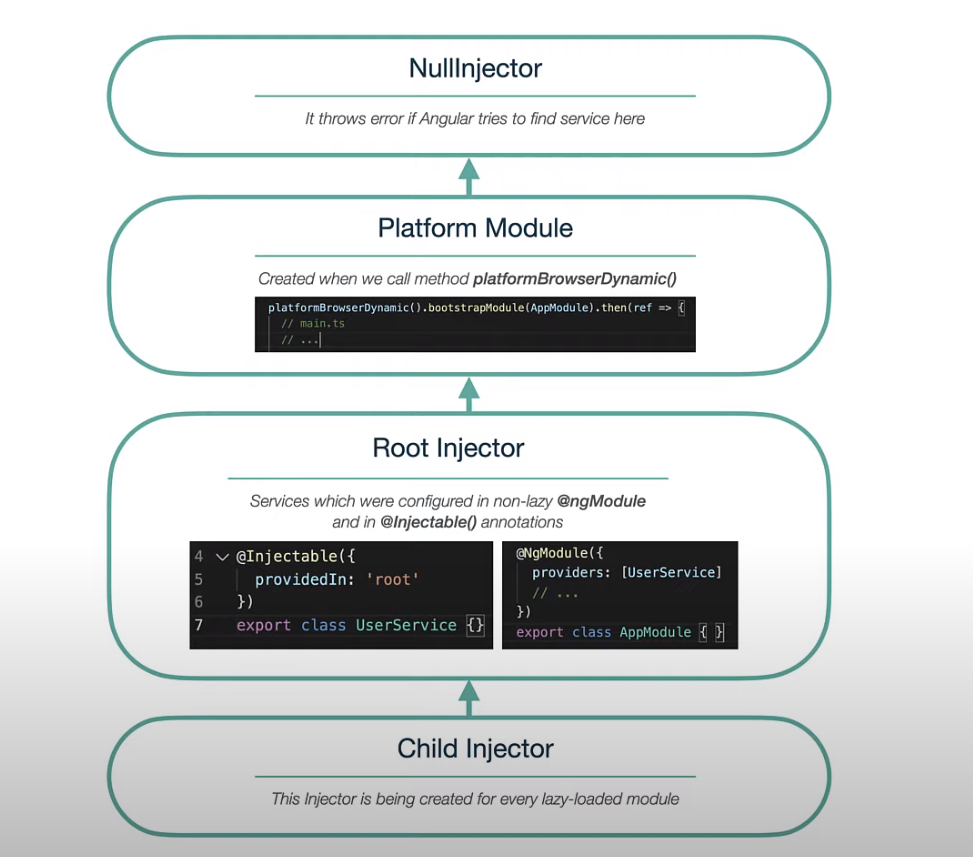 NullInjector
It throws error if Angular tries to find service here
Platform Module
Created when we call method platformBrowserDynamic()
platformBrowserDynamic().bootstrapModule(AppModule).then(ref => {
// main.ts
// ...
Root Injector
Services which were configured in non-lazy @ngModule
and in @Injectable() annotations
4 @Injectable({
5 providedIn: 'root'
6 })
7 export class UserService {}
@NgModule({
providers: [UserService]
// ...
})
export class AppModule { }
Child Injector
This Injector is being created for every lazy-loaded module